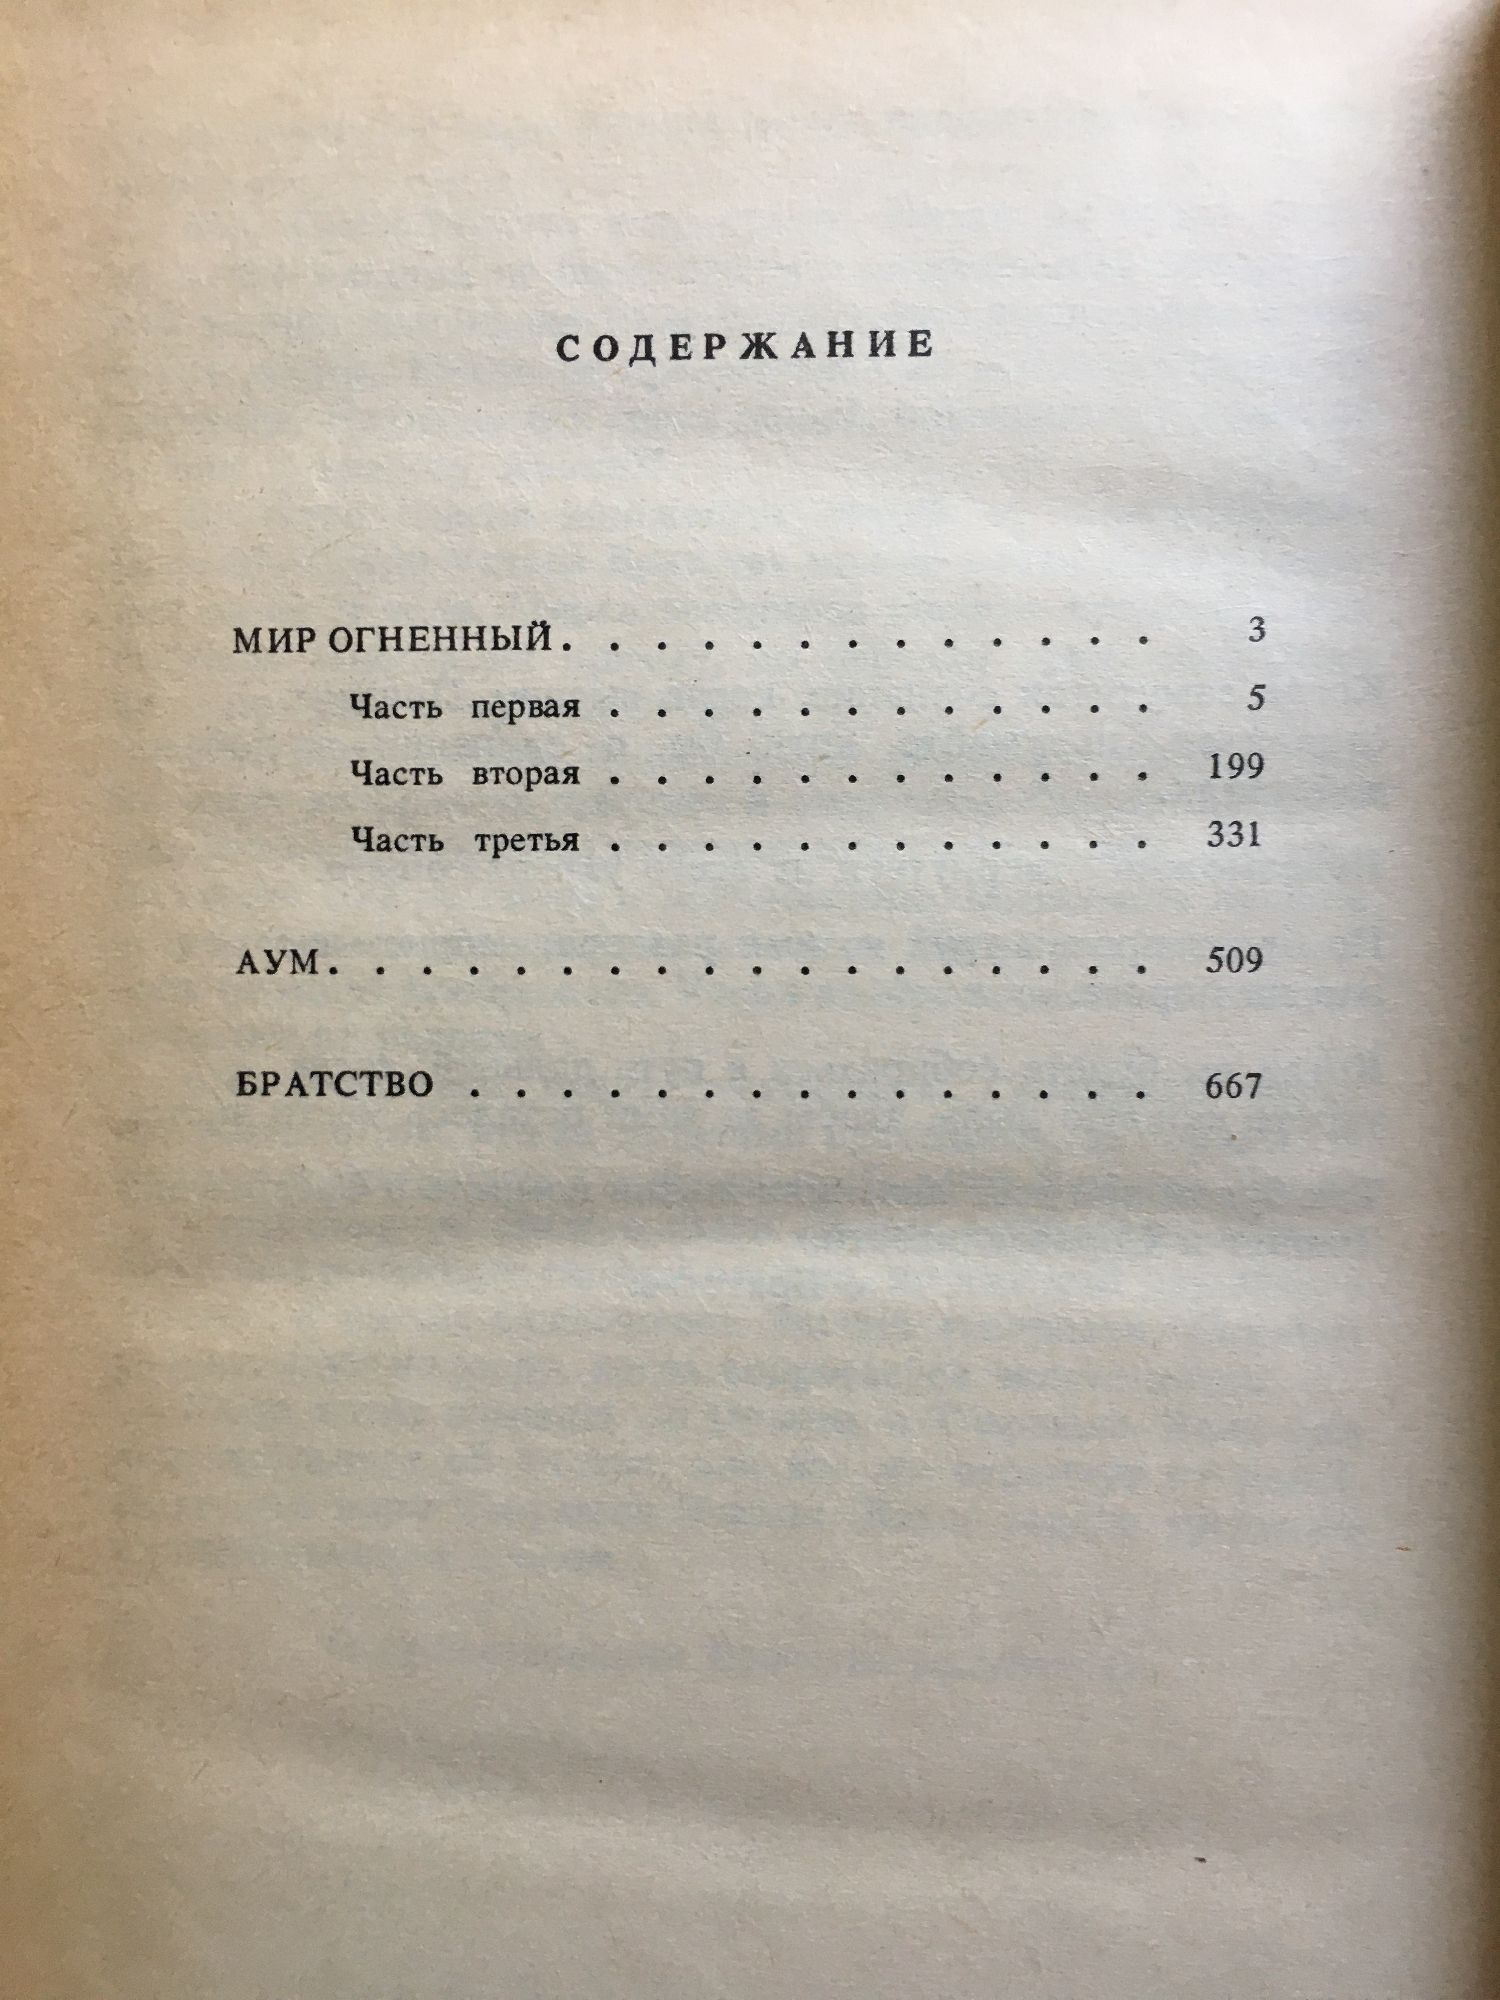 СОДЕРЖАНИЕ
МИР ОГНЕННЫЙ. . . . . . . . . . . . . 3
Часть первая . . . . . . . . . . . . 5
Часть вторая . . . . . . . . . . . . 199
Часть третья . . . . . . . . . . . . 331
АУМ. . . . . . . . . . . . . . . . . . 509
БРАТСТВО . . . . . . . . . . . . . . . 667